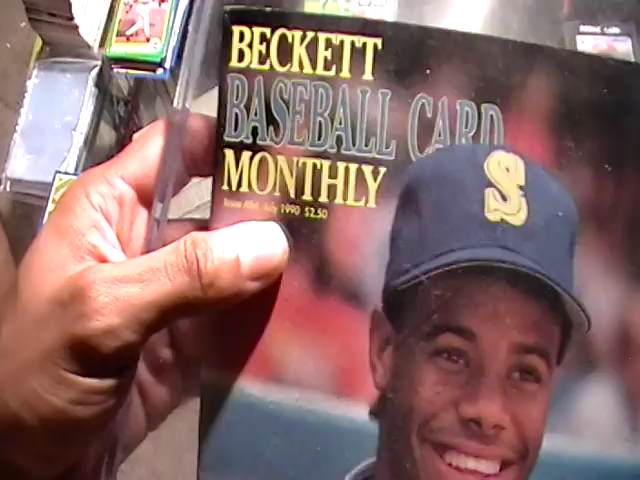 BECKETT
BASEBALL CARD
MONTHLY
Issue #64 July 1990 $2.50
S